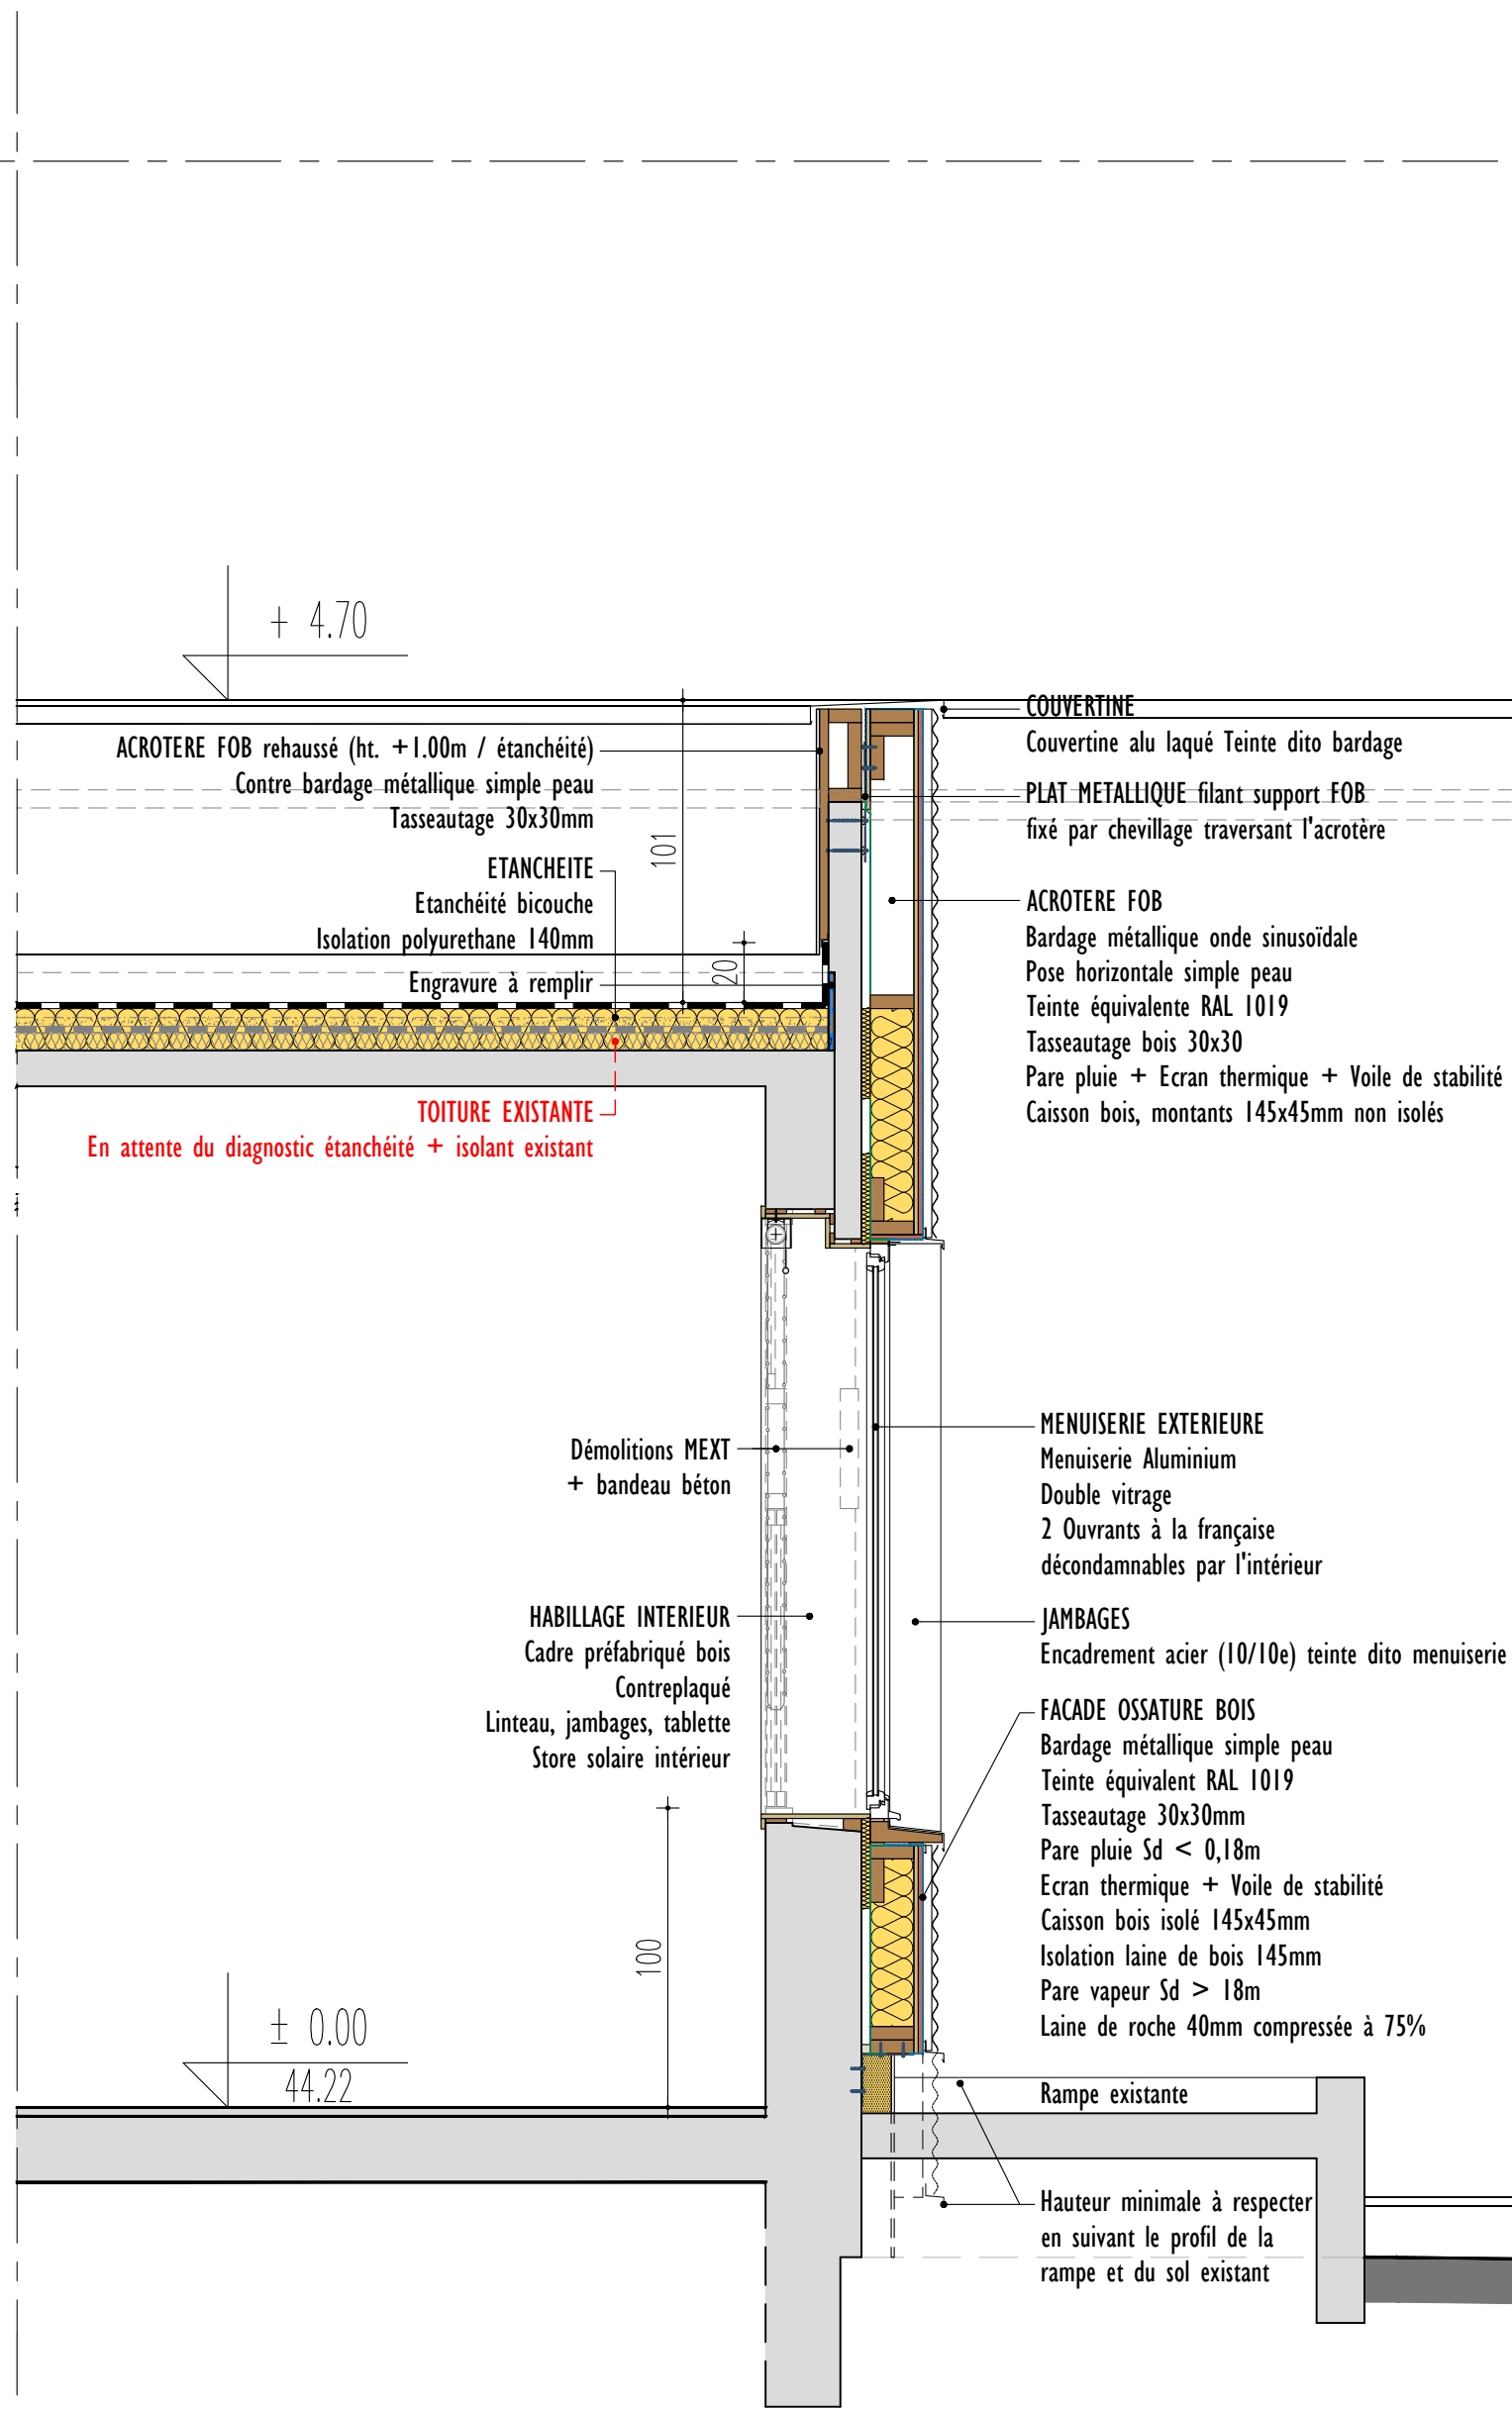 + 4.70
ACROTERE FOB rehaussé (ht. +1.00m / étanchéité)
Contre bardage métallique simple peau
Tasseautage 30x30mm
101
ETANCHEITE
Etanchéité bicouche
Isolation polyurethane 140mm
20
Engravure à remplir
TOITURE EXISTANTE
En attente du diagnostic étanchéité + isolant existant
COUVERTINE
Couvertine alu laqué Teinte dito bardage
PLAT METALLIQUE filant support FOB
fixé par chevillage traversant l'acrotère
ACROTERE FOB
Bardage métallique onde sinusoïdale
Pose horizontale simple peau
Teinte équivalente RAL 1019
Tasseautage bois 30x30
Pare pluie + Ecran thermique + Voile de stabilité
Caisson bois, montants 145x45mm non isolés
Démolitions MEXT
+ bandeau béton
HABILLAGE INTERIEUR
Cadre préfabriqué bois
Contreplaqué
Linteau, jambages, tablette
Store solaire intérieur
MENUISERIE EXTERIEURE
Menuiserie Aluminium
Double vitrage
2 Ouvrants à la française
décondamnables par l'intérieur
JAMBAGES
Encadrement acier (10/10e) teinte dito menuiserie
FACADE OSSATURE BOIS
Bardage métallique simple peau
Teinte équivalent RAL 1019
Tasseautage 30x30mm
Pare pluie Sd < 0,18m
Ecran thermique + Voile de stabilité
Caisson bois isolé 145x45mm
Isolation laine de bois 145mm
Pare vapeur Sd > 18m
Laine de roche 40mm compressée à 75%
100
± 0.00
44.22
Rampe existante
Hauteur minimale à respecter
en suivant le profil de la
rampe et du sol existant